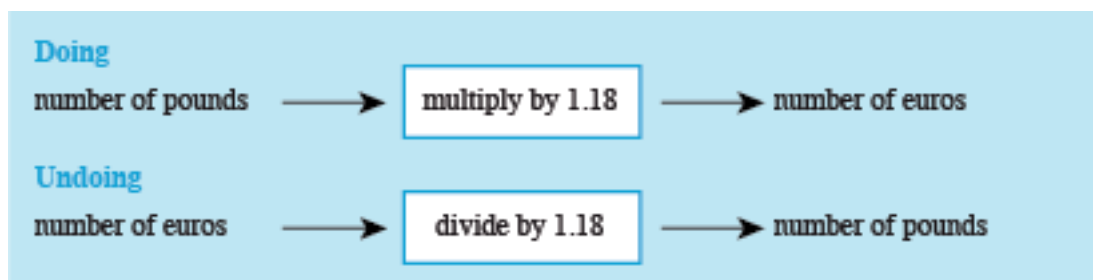 Doing
number of pounds multiply by 1.18 number of euros
Undoing
number of euros divide by 1.18 number of pounds